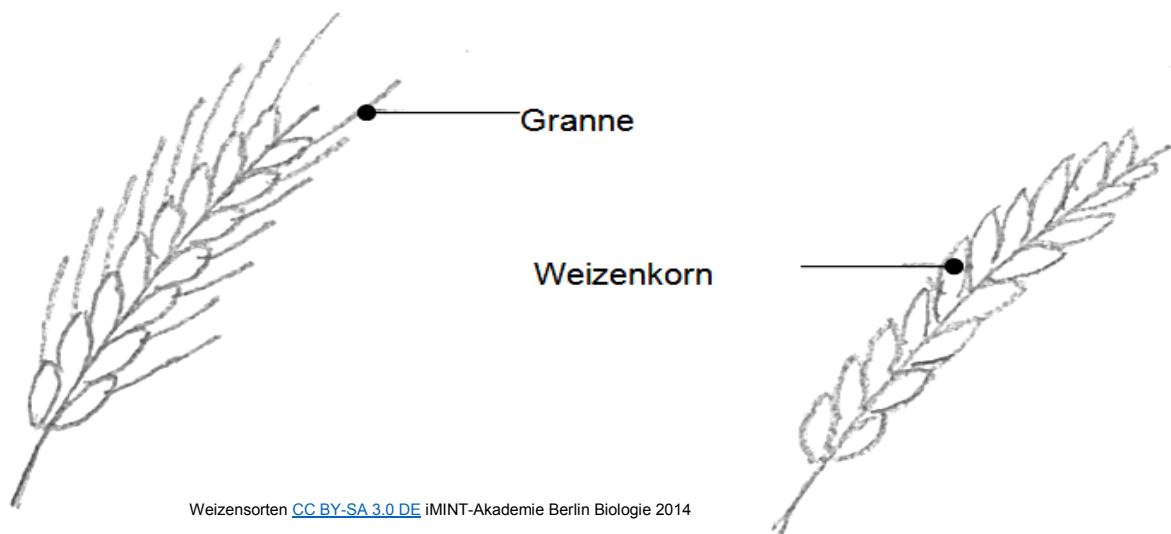 Granne
Weizenkorn
Weizensorten CC BY-SA 3.0 DE iMINT-Akademie Berlin Biologie 2014